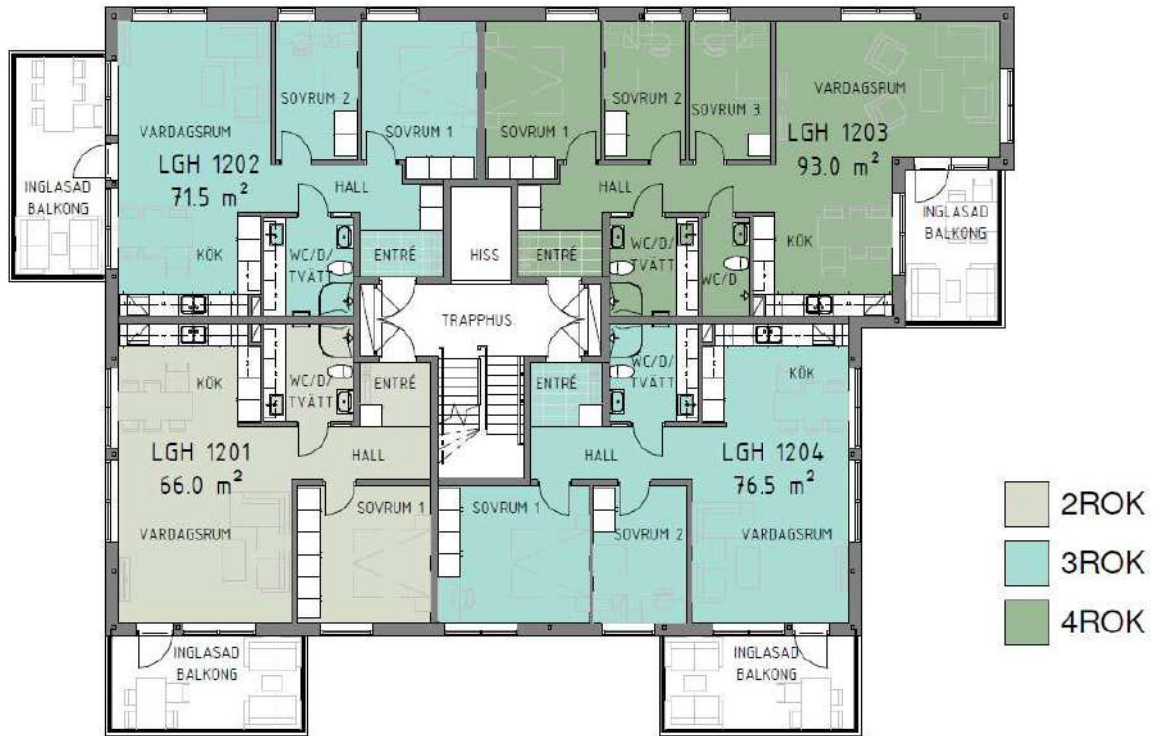 VARDAGSRUM
LGH 1202
71.5 m²
SOVRUM 2
SOVRUM 1
HALL
INGLASAD
BALKONG
KÖK
WC/D/
TVÄTT
ENTRÉ
HISS
SOVRUM 1
SOVRUM 2
SOVRUM 3
VARDAGSRUM
LGH 1203
93.0 m²
HALL
ENTRÉ
WC/D/
TVÄTT
WC/D
KÖK
INGLASAD
BALKONG
TRAPPHUS
KÖK
WC/D/
TVÄTT
ENTRÉ
LGH 1201
66.0 m²
HALL
VARDAGSRUM
SOVRUM 1
INGLASAD
BALKONG
ENTRÉ
WC/D/
TVÄTT
KÖK
HALL
LGH 1204
76.5 m²
SOVRUM 1
SOVRUM 2
VARDAGSRUM
INGLASAD
BALKONG
2ROK
3ROK
4ROK